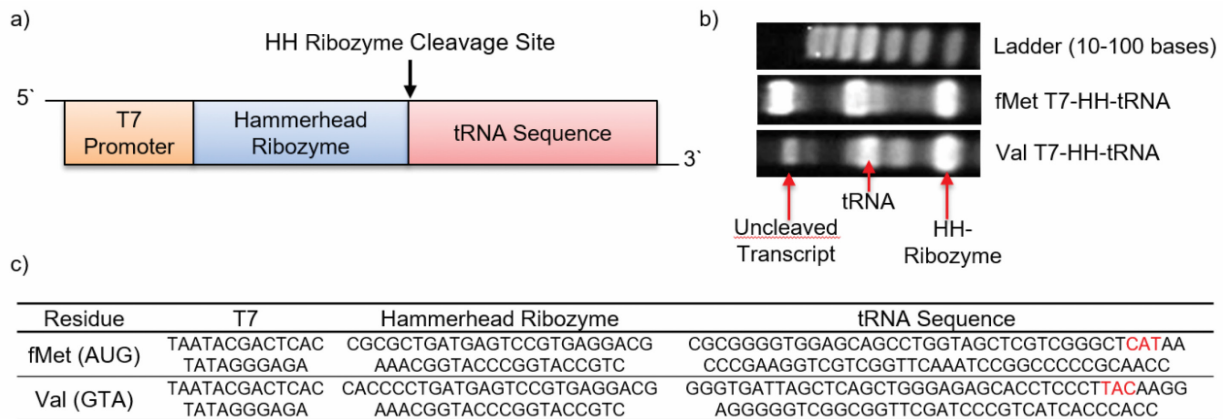 a)
HH Ribozyme Cleavage Site
5`
T7
Promoter
Hammerhead
Ribozyme
tRNA Sequence
3`
b)
Ladder (10-100 bases)
fMet T7-HH-tRNA
Val T7-HH-tRNA
tRNA
Uncleaved
Transcript
HH-
Ribozyme
c)
Residue T7 Hammerhead Ribozyme tRNA Sequence
fMet (AUG) TAATACGACTCAC CGCGCTGATGAGTCCGTGAGGACG CGCGGGGTGGAGCAGCCTGGTAGCTCGTCGGGCTCATAA
TATAGGGAGA AAACGGTACCCGGTACCGTC CCCGAAGGTCGTCGGTTCAAATCCGGCCCCCGCAACC
Val (GTA) TAATACGACTCAC CACCCCTGATGAGTCCGTGAGGACG GGGTGATTAGCTCAGCTGGGAGAGCACCTCCCTTACAAGG
TATAGGGAGA AAACGGTACCCGGTACCGTC AGGGGGTCGGCGGTTCGATCCCGTCATCACCCACC